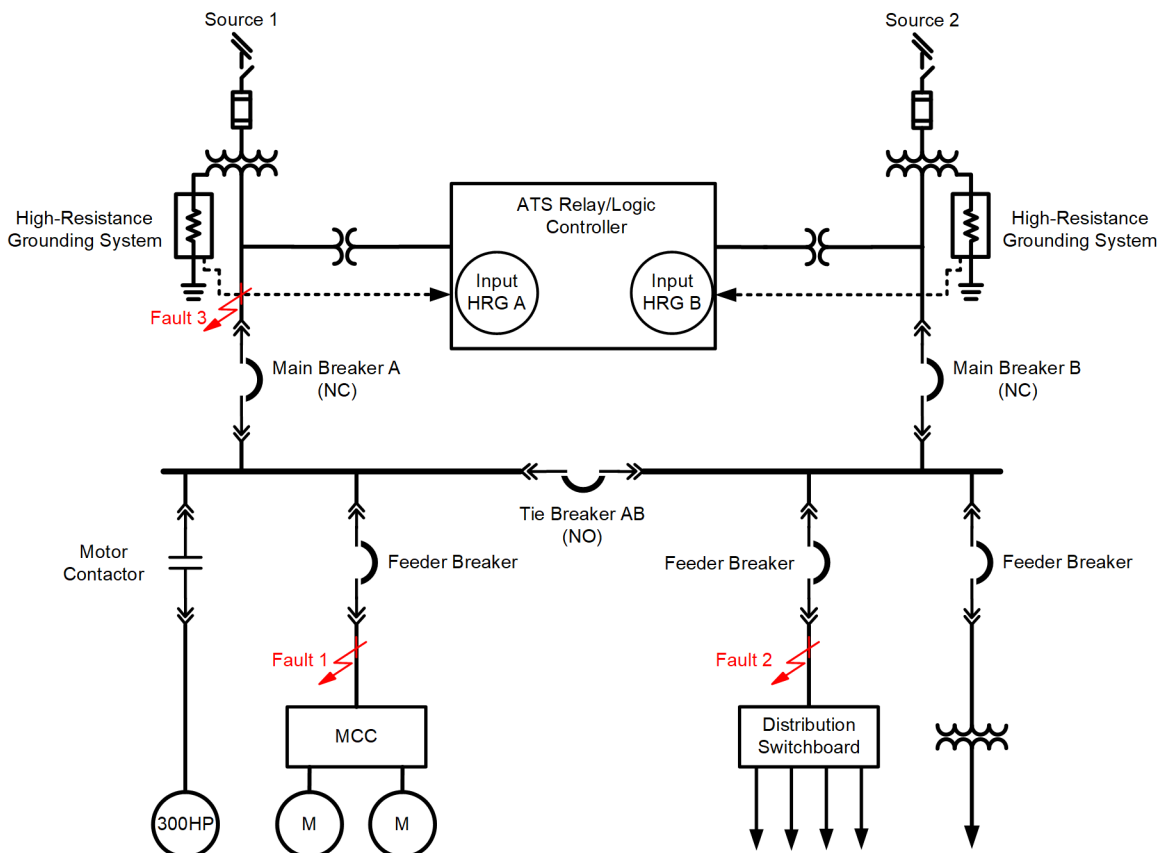 Source 1
Source 2
ATS Relay/Logic
Controller
High-Resistance
Grounding System
High-Resistance
Grounding System
Input
HRG A
Input
HRG B
Fault 3
Main Breaker A
(NC)
Main Breaker B
(NC)
Tie Breaker AB
(NO)
Motor
Contactor
Feeder Breaker
Feeder Breaker
Feeder Breaker
Fault 1
Fault 2
MCC
Distribution
Switchboard
300HP
M
M